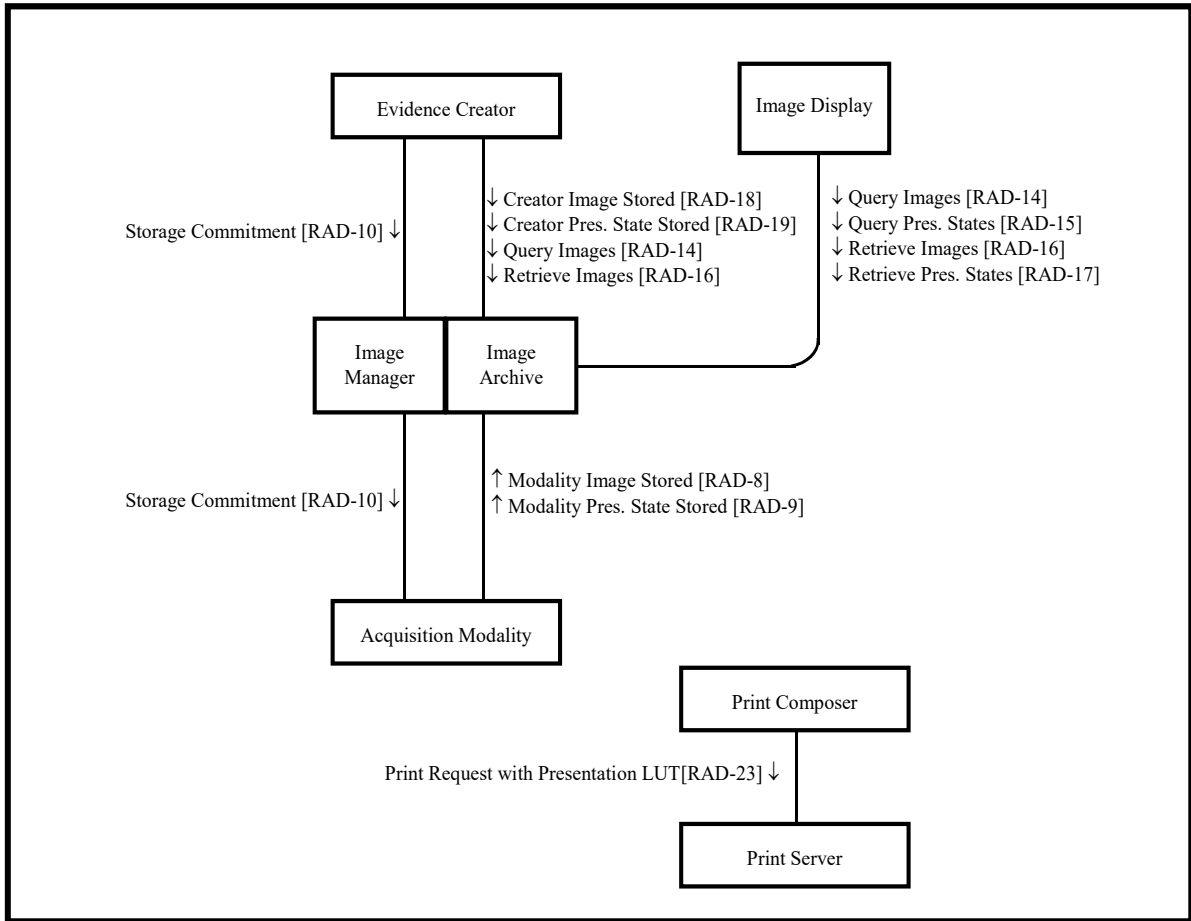 Evidence Creator
Image Display
Storage Commitment [RAD-10] ↓
↓ Creator Image Stored [RAD-18]
↓ Creator Pres. State Stored [RAD-19]
↓ Query Images [RAD-14]
↓ Retrieve Images [RAD-16]
↓ Query Images [RAD-14]
↓ Query Pres. States [RAD-15]
↓ Retrieve Images [RAD-16]
↓ Retrieve Pres. States [RAD-17]
Image
Manager
Image
Archive
Storage Commitment [RAD-10] ↓
↑ Modality Image Stored [RAD-8]
↑ Modality Pres. State Stored [RAD-9]
Acquisition Modality
Print Composer
Print Request with Presentation LUT[RAD-23] ↓
Print Server